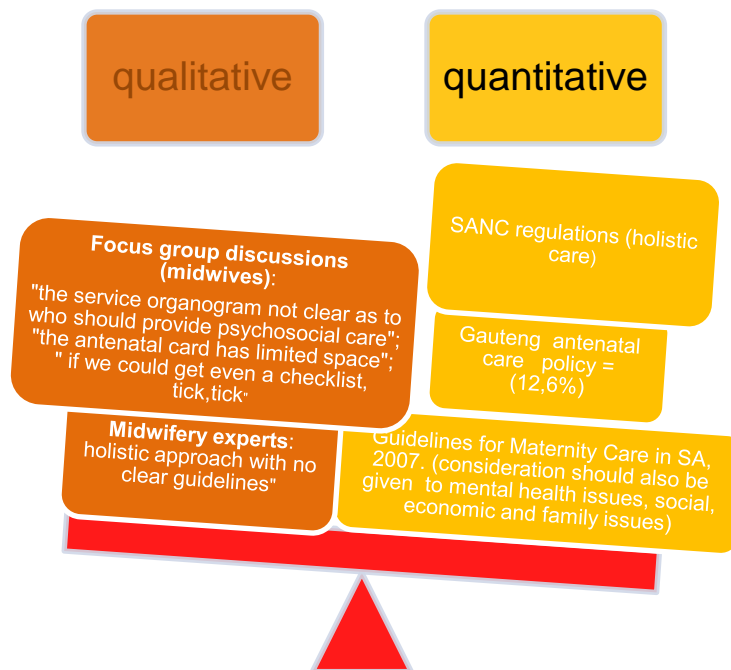 qualitative
quantitative
Focus group discussions
(midwives):
"the service organogram not clear as to
who should provide psychosocial care";
"the antenatal card has limited space";
" if we could get even a checklist,
tick,tick"
Midwifery experts:
holistic approach with no
clear guidelines"
SANC regulations (holistic
care)
Gauteng antenatal
care policy =
(12,6%)
Guidelines for Maternity Care in SA,
2007. (consideration should also be
given to mental health issues, social,
economic and family issues)